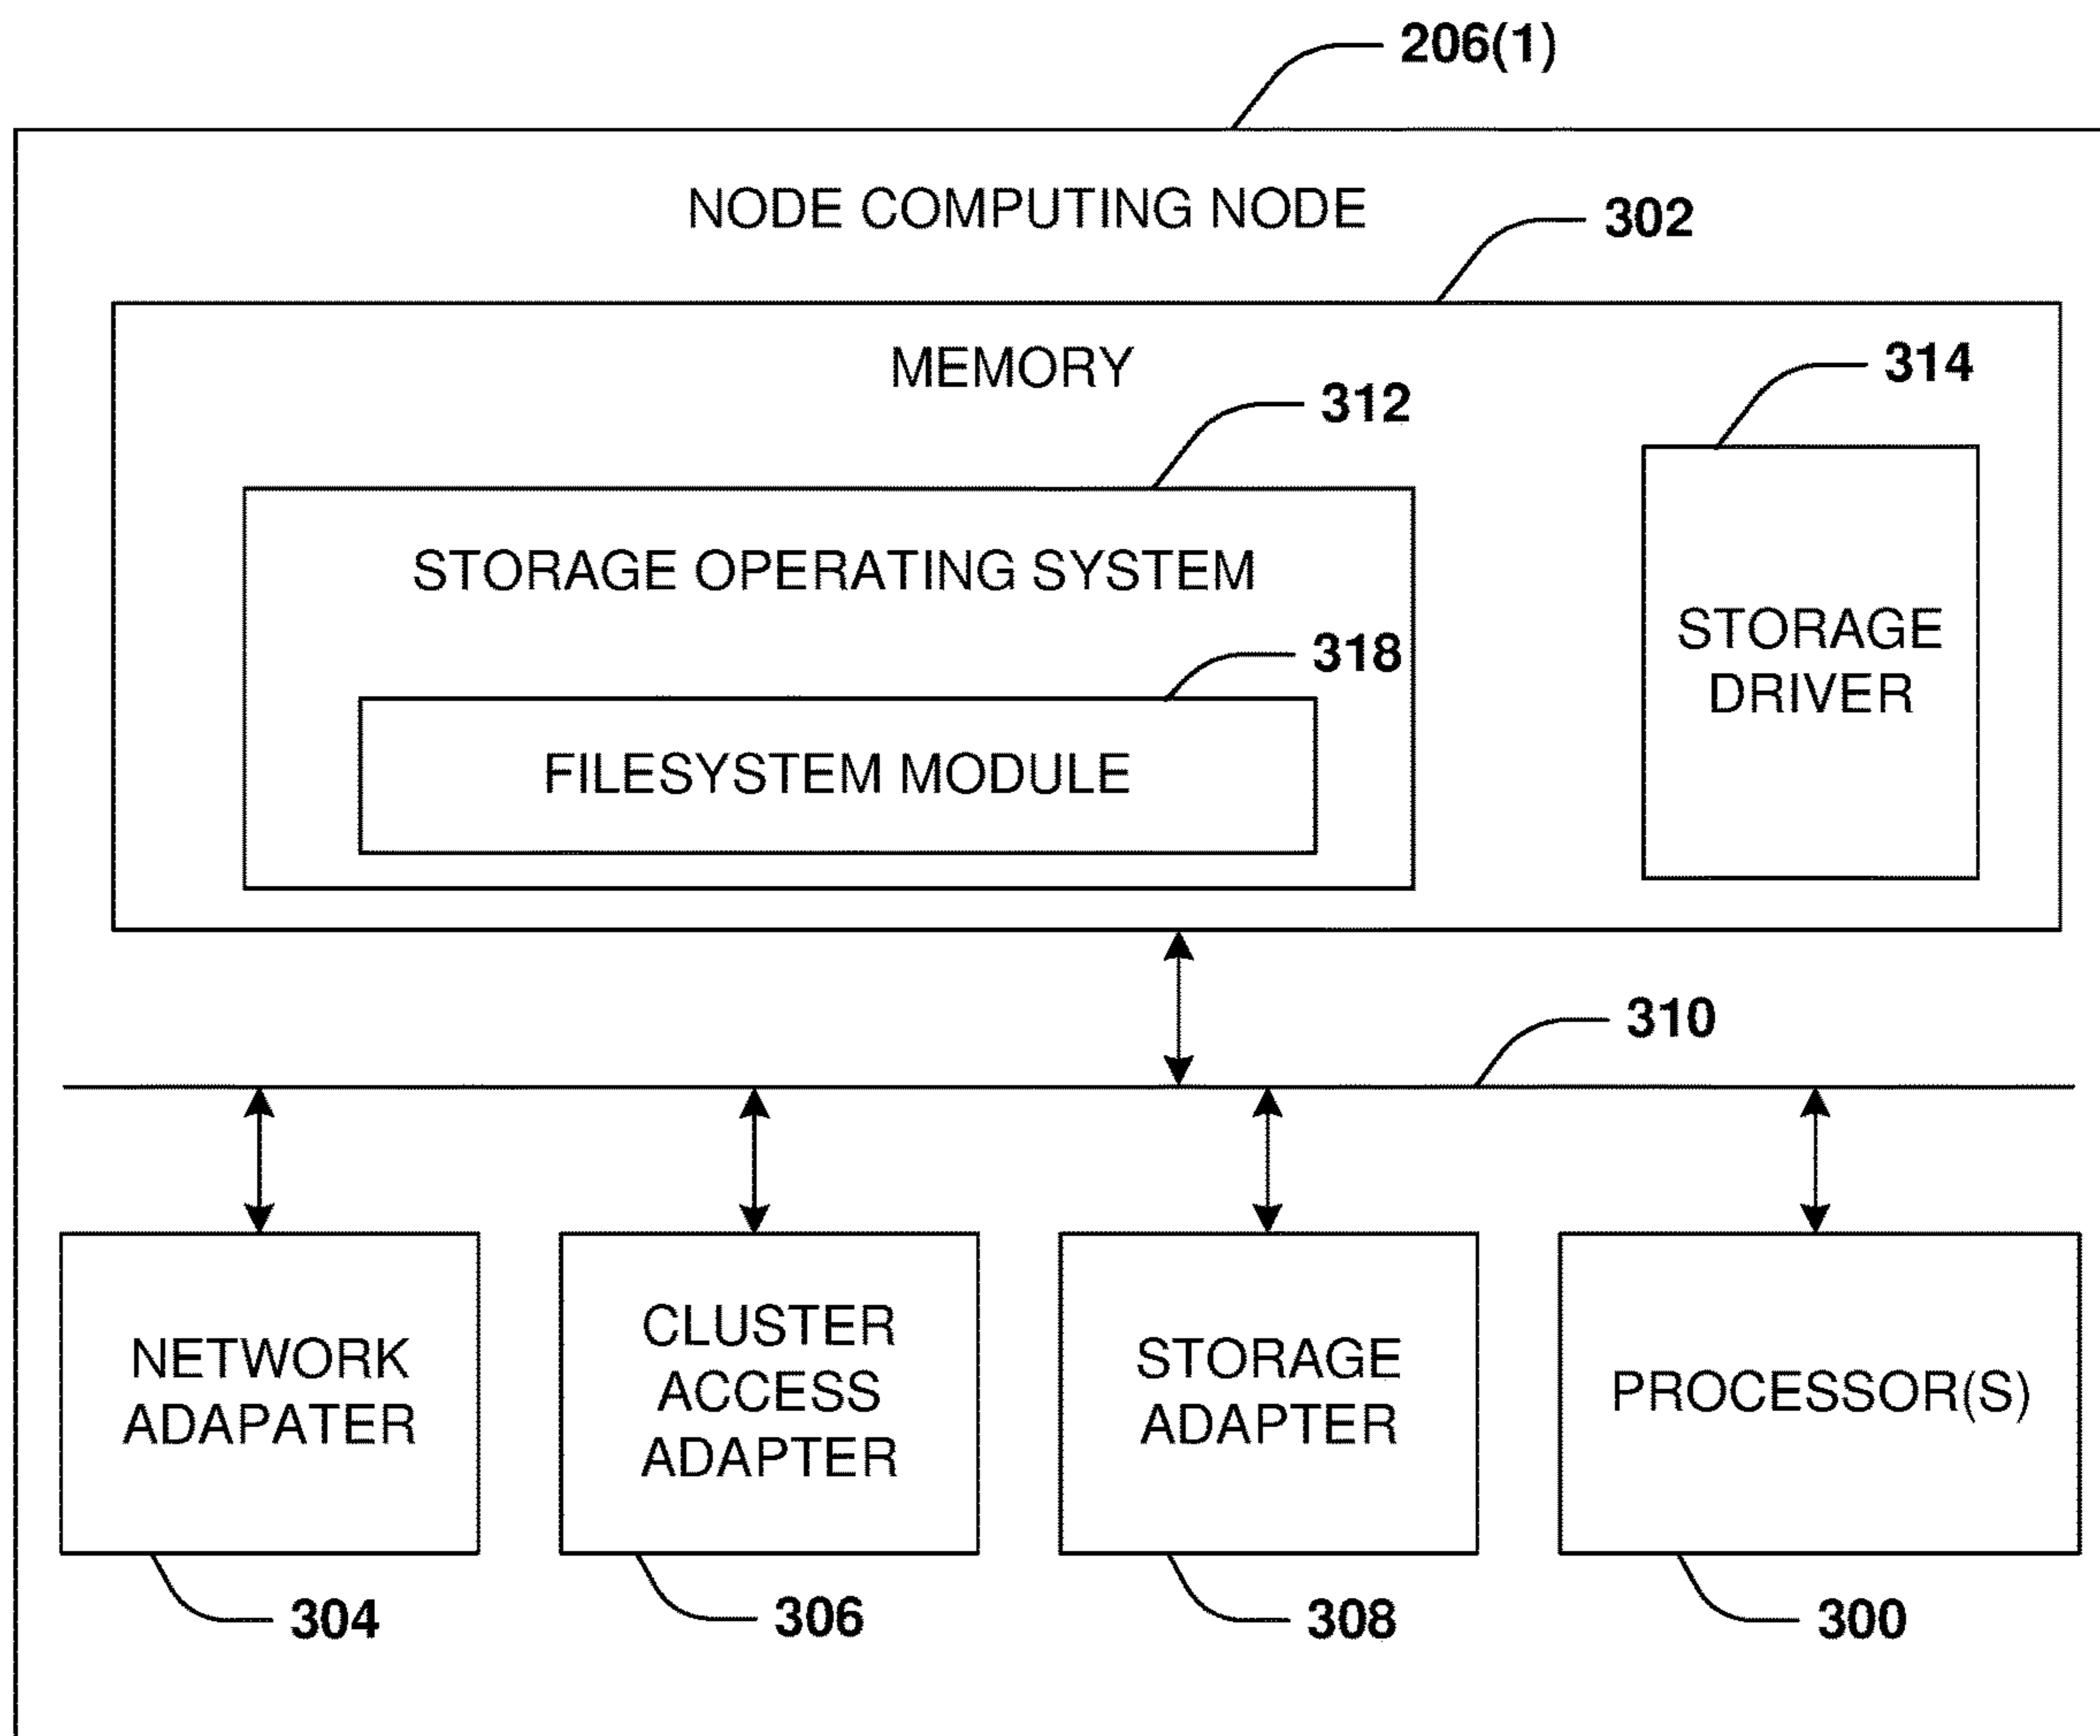 206(1)
NODE COMPUTING NODE
302
MEMORY
314
312
STORAGE OPERATING SYSTEM
STORAGE
DRIVER
318
FILESYSTEM MODULE
310
NETWORK
ADAPATER
CLUSTER
ACCESS
ADAPTER
STORAGE
ADAPTER
PROCESSOR(S)
304
306
308
300